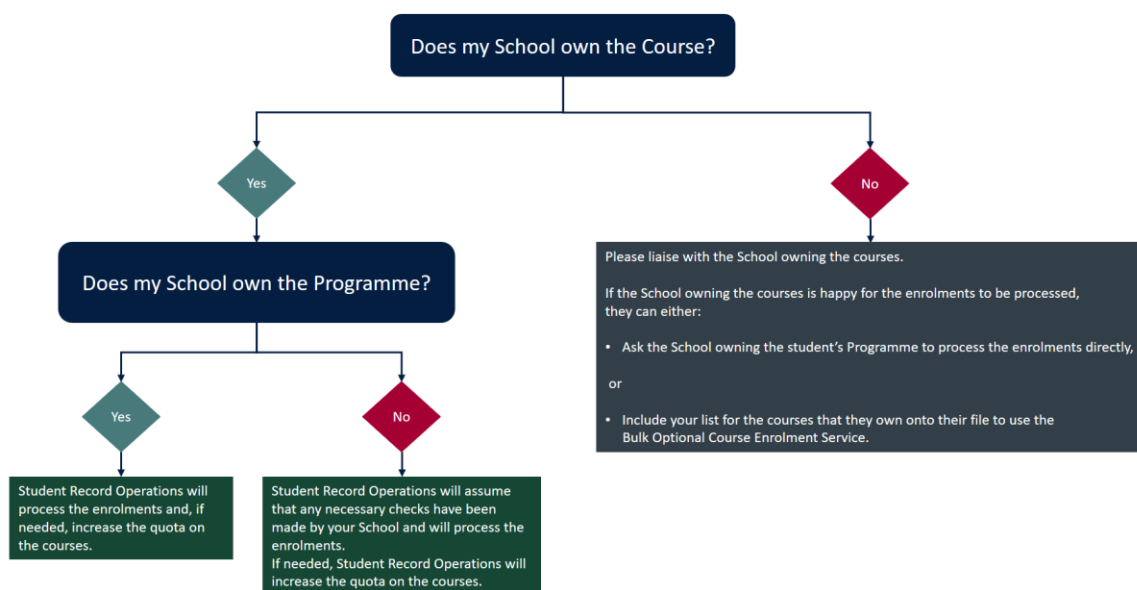 Does my School own the Course?
Yes
No
Does my School own the Programme?
Please liaise with the School owning the courses.
If the School owning the courses is happy for the enrolments to be processed,
they can either:
• Ask the School owning the student's Programme to process the enrolments directly,
or
• Include your list for the courses that they own onto their file to use the
Bulk Optional Course Enrolment Service.
Yes
No
Student Record Operations will
process the enrolments and, if
needed, increase the quota on
the courses.
Student Record Operations will assume
that any necessary checks have been
made by your School and will process the
enrolments.
If needed, Student Record Operations will
increase the quota on the courses.